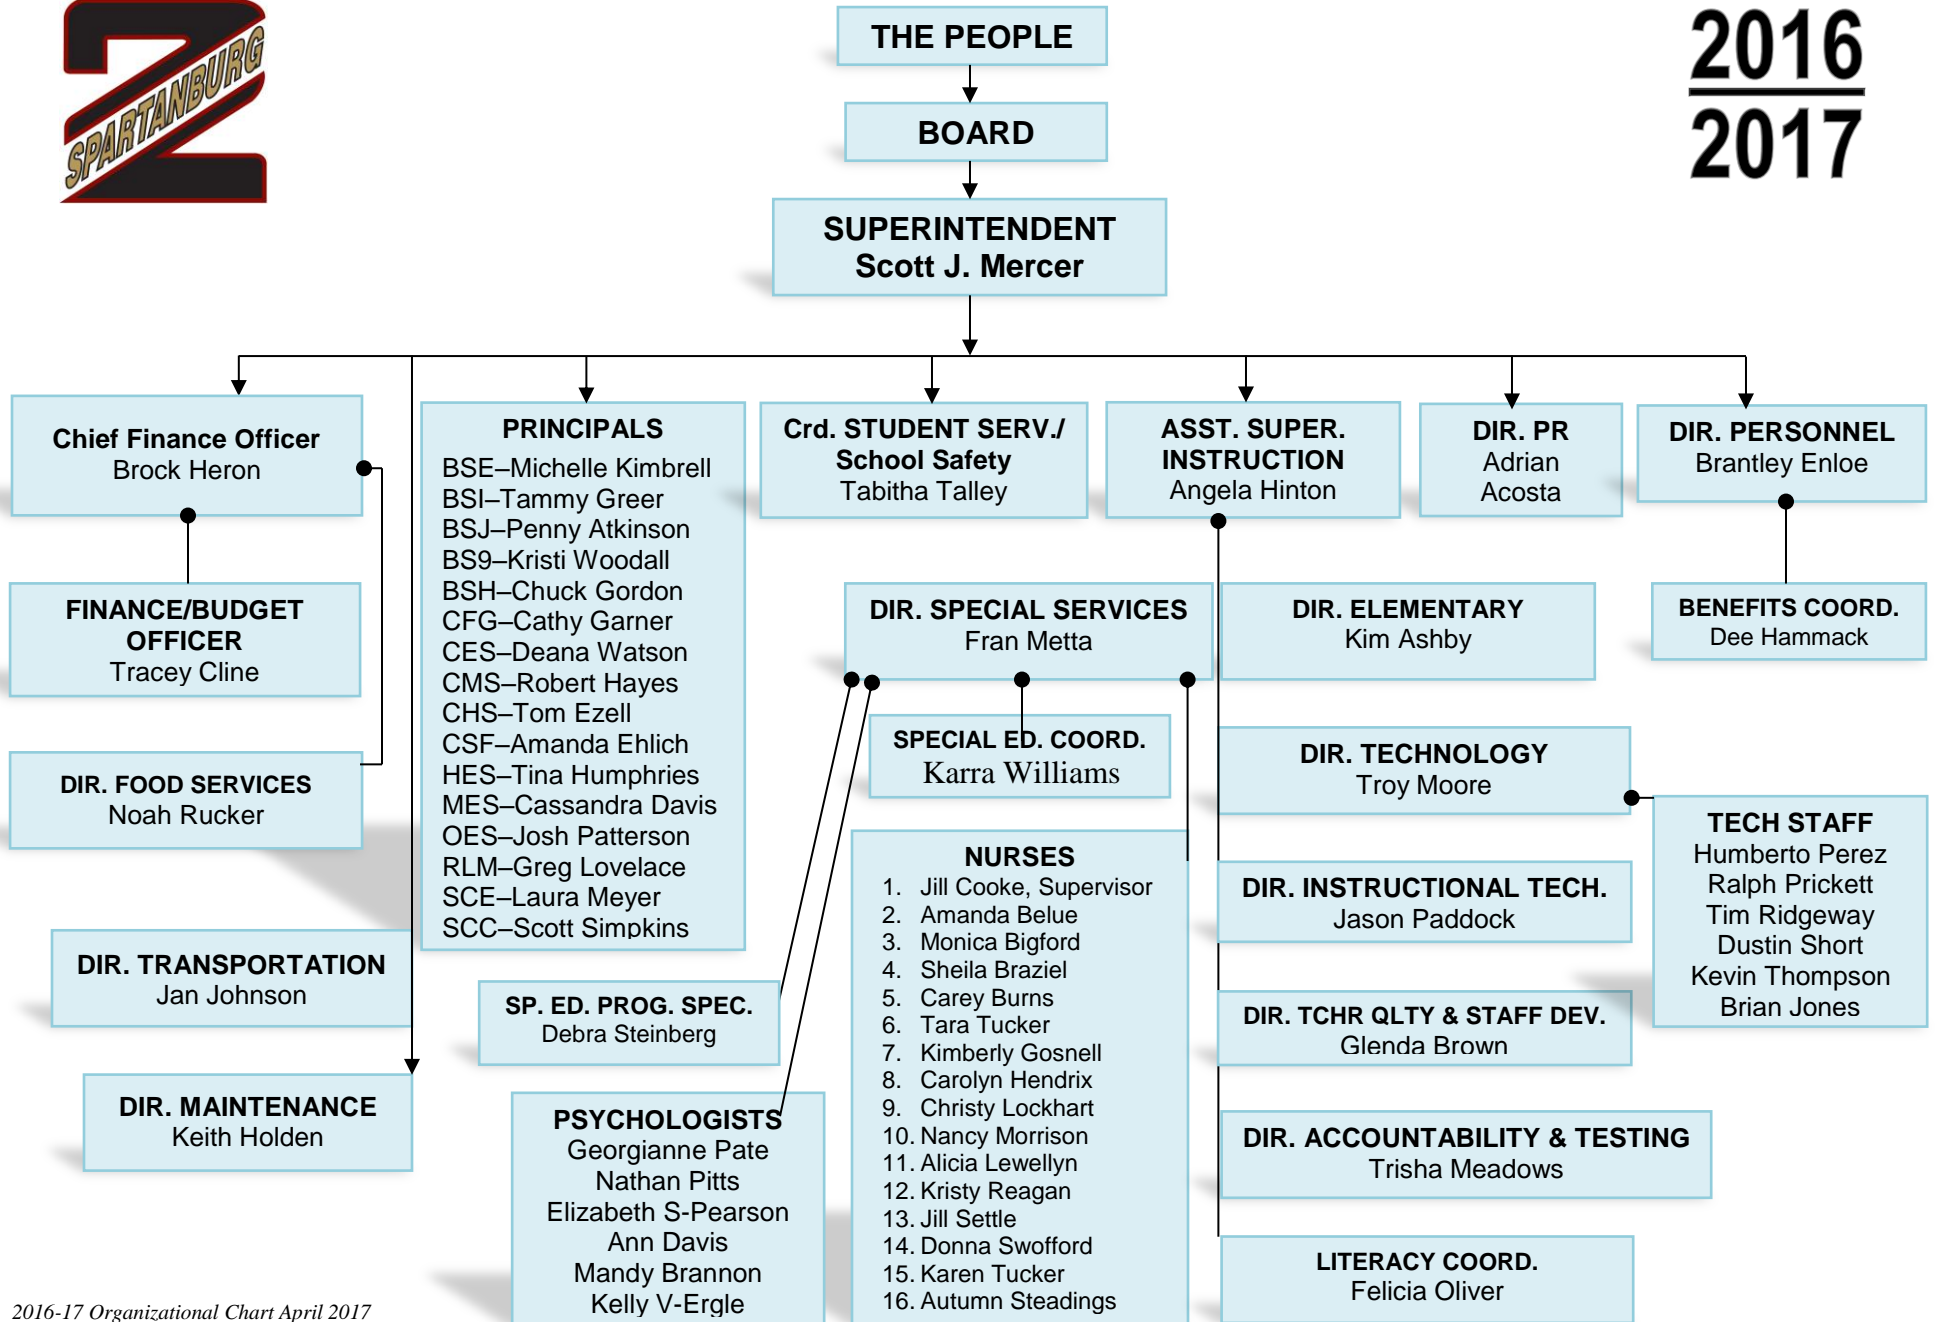 SPARTANBURG
2
2016
2017
THE PEOPLE
BOARD
SUPERINTENDENT
Scott J. Mercer
Chief Finance Officer
Brock Heron
PRINCIPALS
BSE–Michelle Kimbrell
BSI–Tammy Greer
BSJ–Penny Atkinson
BS9–Kristi Woodall
BSH–Chuck Gordon
CFG–Cathy Garner
CES–Deana Watson
CMS–Robert Hayes
CHS–Tom Ezell
CSF–Amanda Ehlich
HES–Tina Humphries
MES–Cassandra Davis
OES–Josh Patterson
RLM–Greg Lovelace
SCE–Laura Meyer
SCC–Scott Simpkins
Crd. STUDENT SERV./
School Safety
Tabitha Talley
ASST. SUPER.
INSTRUCTION
Angela Hinton
DIR. PR
Adrian
Acosta
DIR. PERSONNEL
Brantley Enloe
FINANCE/BUDGET
OFFICER
Tracey Cline
DIR. SPECIAL SERVICES
Fran Metta
DIR. ELEMENTARY
Kim Ashby
BENEFITS COORD.
Dee Hammack
DIR. FOOD SERVICES
Noah Rucker
SPECIAL ED. COORD.
Karra Williams
DIR. TECHNOLOGY
Troy Moore
TECH STAFF
Humberto Perez
Ralph Prickett
Tim Ridgeway
Dustin Short
Kevin Thompson
Brian Jones
NURSES
1. Jill Cooke, Supervisor
2. Amanda Belue
3. Monica Bigford
4. Sheila Braziel
5. Carey Burns
6. Tara Tucker
7. Kimberly Gosnell
8. Carolyn Hendrix
9. Christy Lockhart
10. Nancy Morrison
11. Alicia Lewellyn
12. Kristy Reagan
13. Jill Settle
14. Donna Swofford
15. Karen Tucker
16. Autumn Steadings
DIR. INSTRUCTIONAL TECH.
Jason Paddock
DIR. TRANSPORTATION
Jan Johnson
SP. ED. PROG. SPEC.
Debra Steinberg
DIR. TCHR QLTY & STAFF DEV.
Glenda Brown
DIR. MAINTENANCE
Keith Holden
PSYCHOLOGISTS
Georgianne Pate
Nathan Pitts
Elizabeth S-Pearson
Ann Davis
Mandy Brannon
Kelly V-Ergle
DIR. ACCOUNTABILITY & TESTING
Trisha Meadows
LITERACY COORD.
Felicia Oliver
2016-17 Organizational Chart April 2017